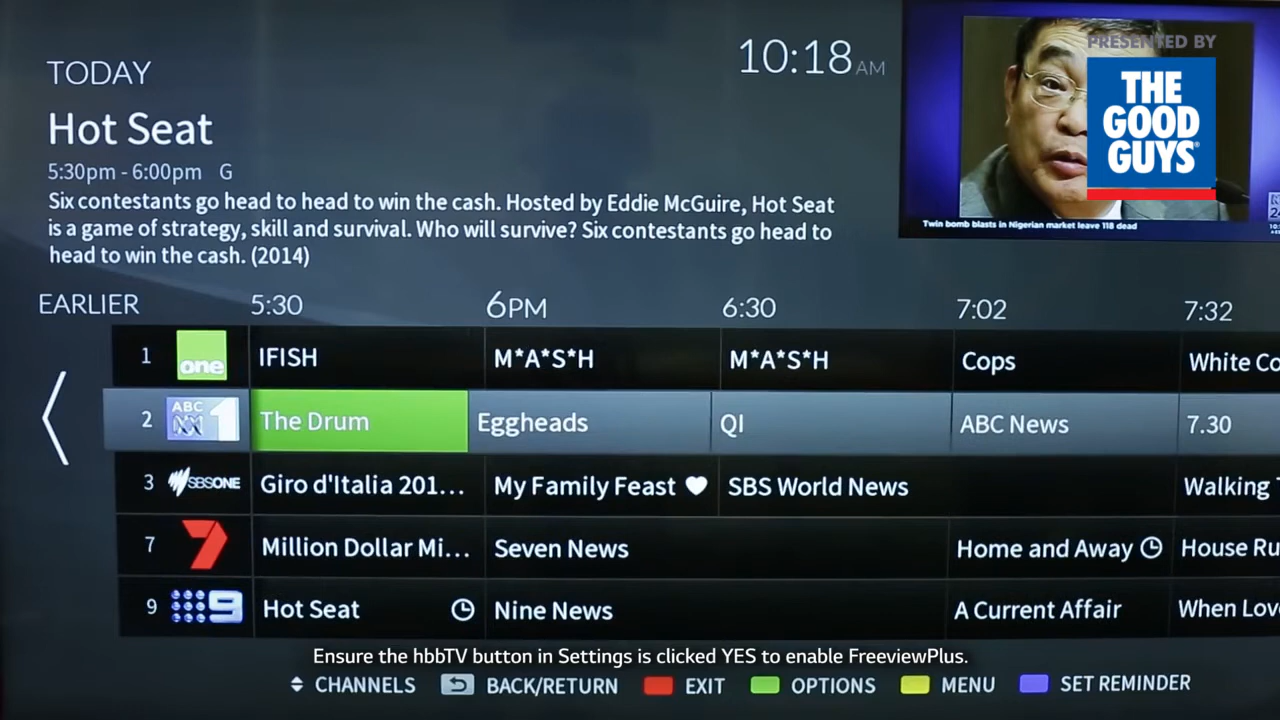 TODAY
10:18 AM
PRESENTED BY
THE
GOOD
GUYS®
Hot Seat
5:30pm - 6:00pm G
Six contestants go head to head to win the cash. Hosted by Eddie McGuire, Hot Seat
is a game of strategy, skill and survival. Who will survive? Six contestants go head to
head to win the cash. (2014)
Twin bomb blasts in Nigerian market leave 118 dead
EARLIER 5:30 6PM 6:30 7:02 7:32
1 one IFISH M*A*S*H M*A*S*H Cops White Co
2 ABC 1 The Drum Eggheads QI ABC News 7.30
3 SBSONE Giro d'Italia 201... My Family Feast SBS World News Walking
7 7 Million Dollar Mi... Seven News Home and Away House Ru
9 9 Hot Seat Nine News A Current Affair When Lov
Ensure the hbbTV button in Settings is clicked YES to enable FreeviewPlus.
CHANNELS BACK/RETURN EXIT OPTIONS MENU SET REMINDER